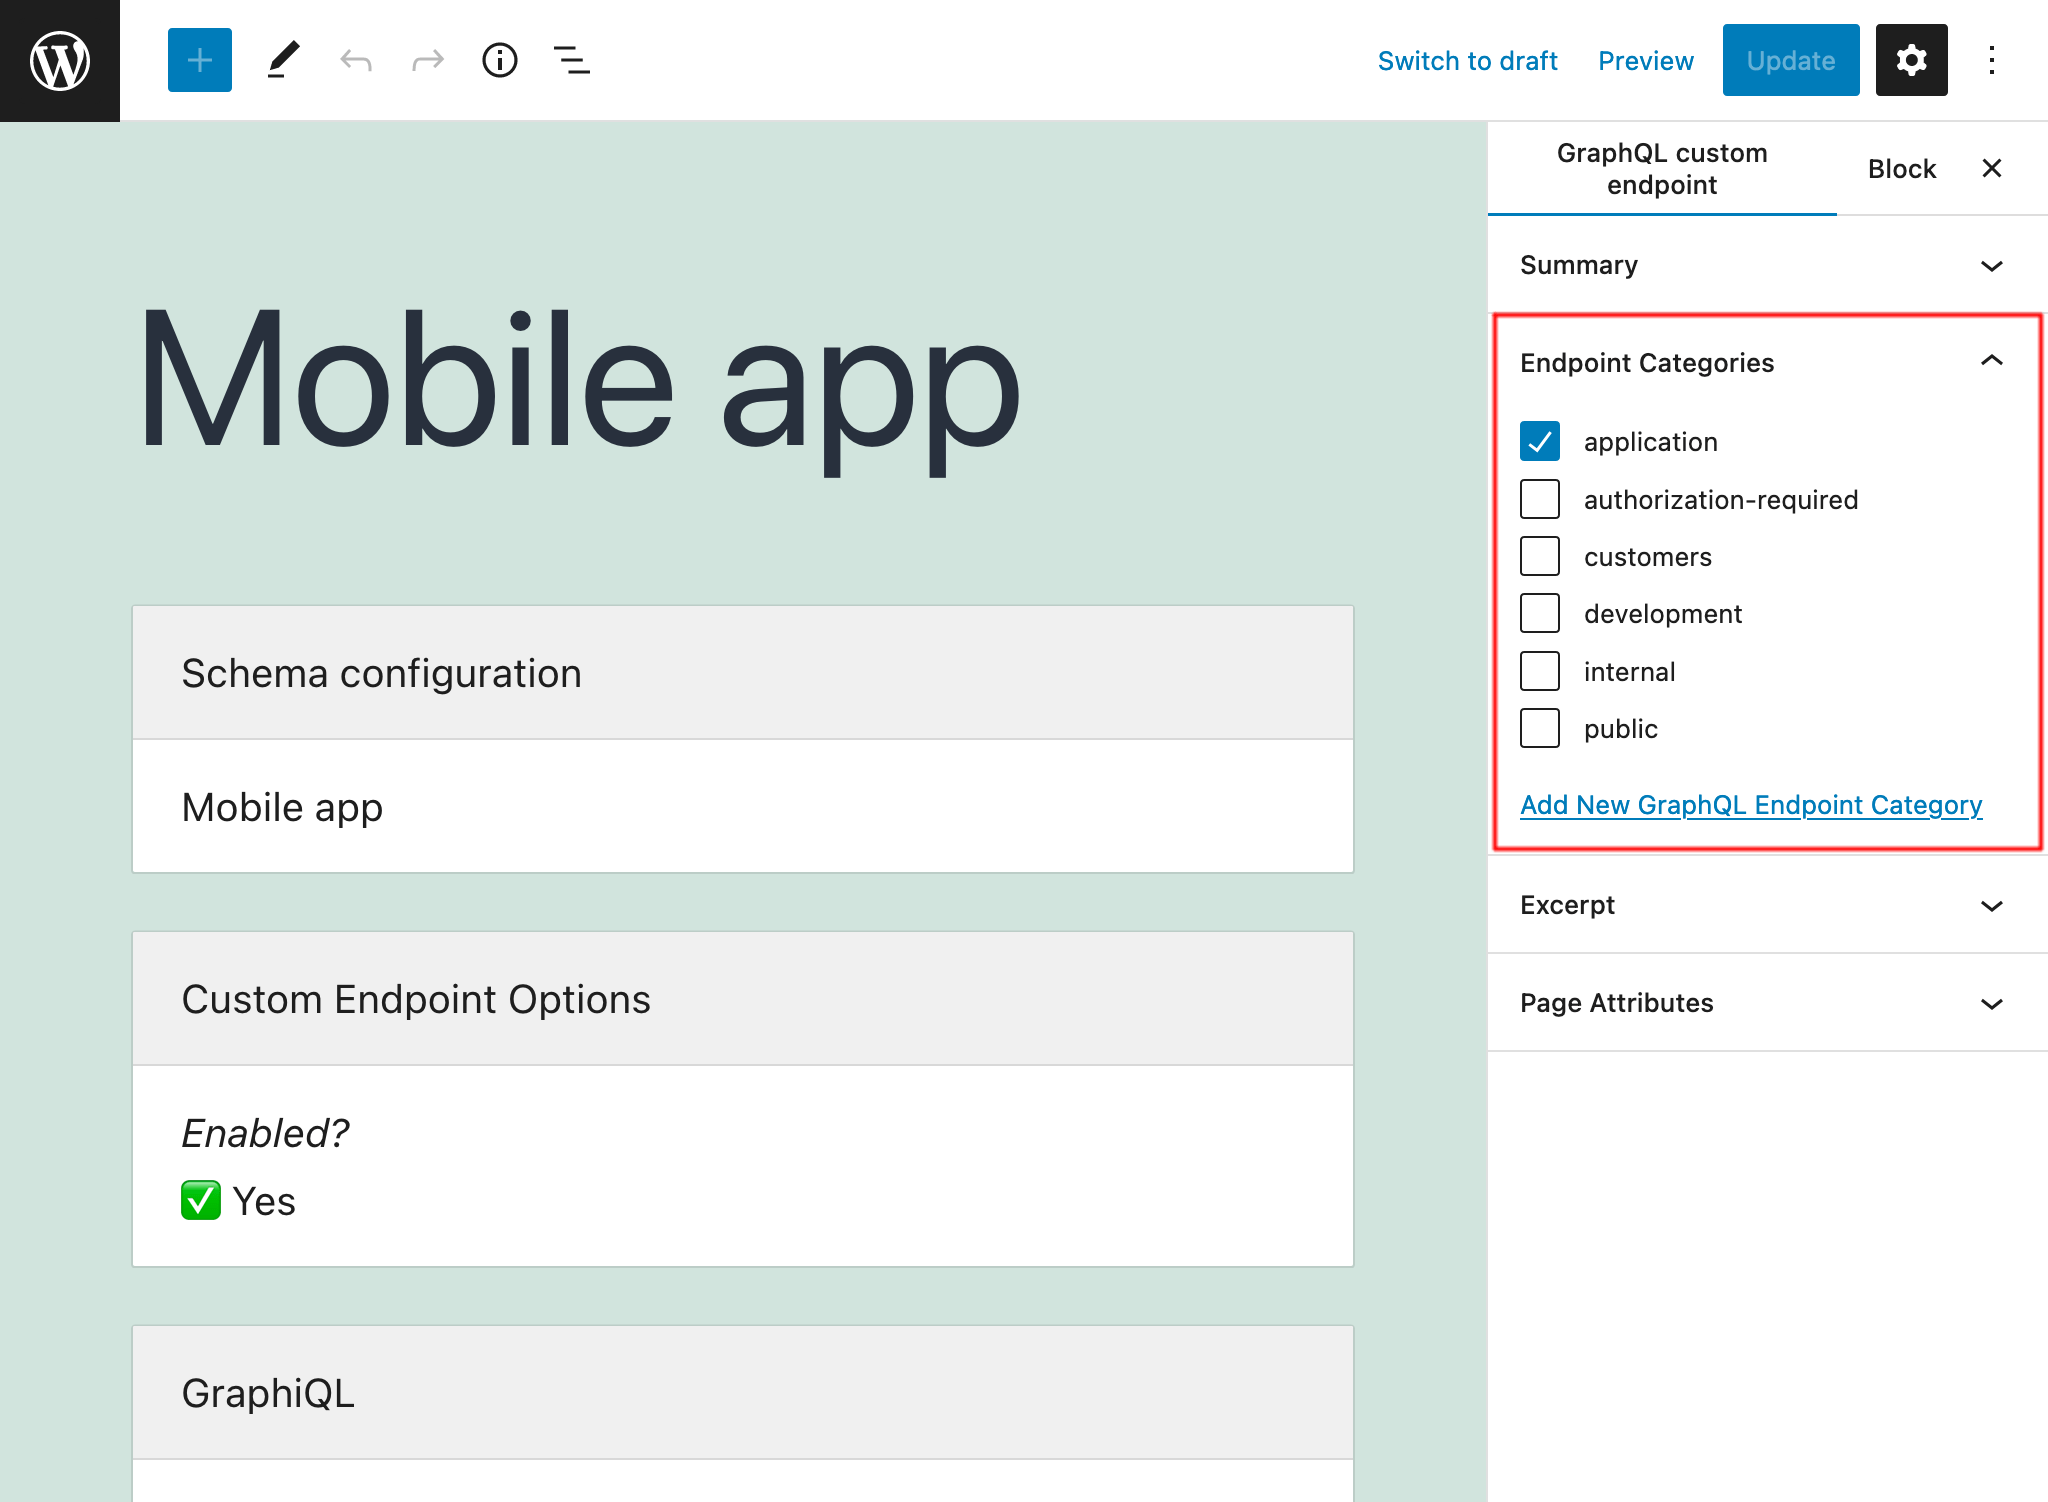 Switch to draft
Preview
Update
GraphQL custom
endpoint
Block
Mobile app
Schema configuration
Mobile app
Custom Endpoint Options
Enabled?
✅ Yes
GraphiQL
Summary
Endpoint Categories
application
authorization-required
customers
development
internal
public
Add New GraphQL Endpoint Category
Excerpt
Page Attributes